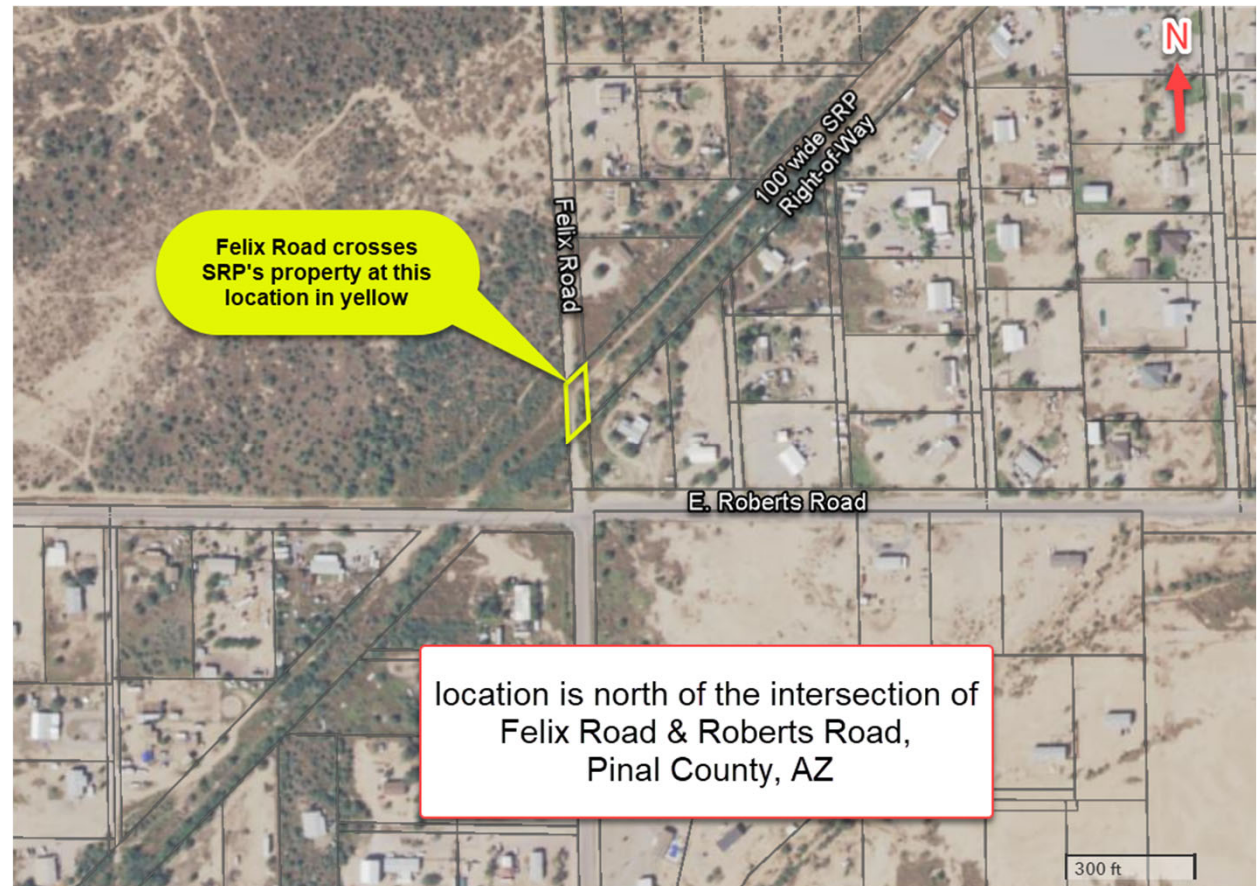 N
100' wide SRP
Right-of-Way
Felix Road
Felix Road crosses
SRP's property at this
location in yellow
E. Roberts Road
location is north of the intersection of
Felix Road & Roberts Road,
Pinal County, AZ
300 ft